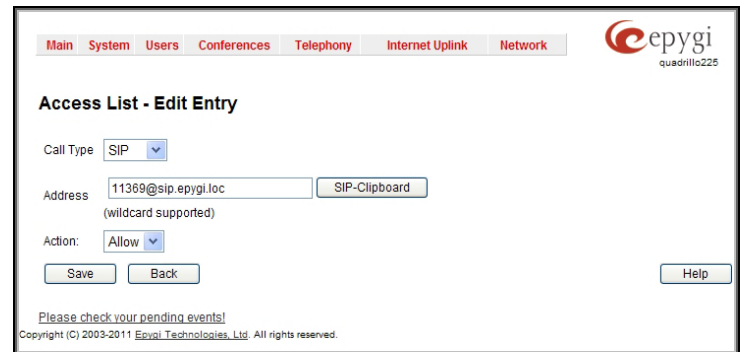 Main System Users Conferences Telephony Internet Uplink Network
epygi
quadrillo225
Access List - Edit Entry
Call Type SIP
Address 11369@sip.epygi.loc SIP-Clipboard
(wildcard supported)
Action: Allow
Save Back Help
Please check your pending events!
Copyright (C) 2003-2011 Epygi Technologies, Ltd. All rights reserved.